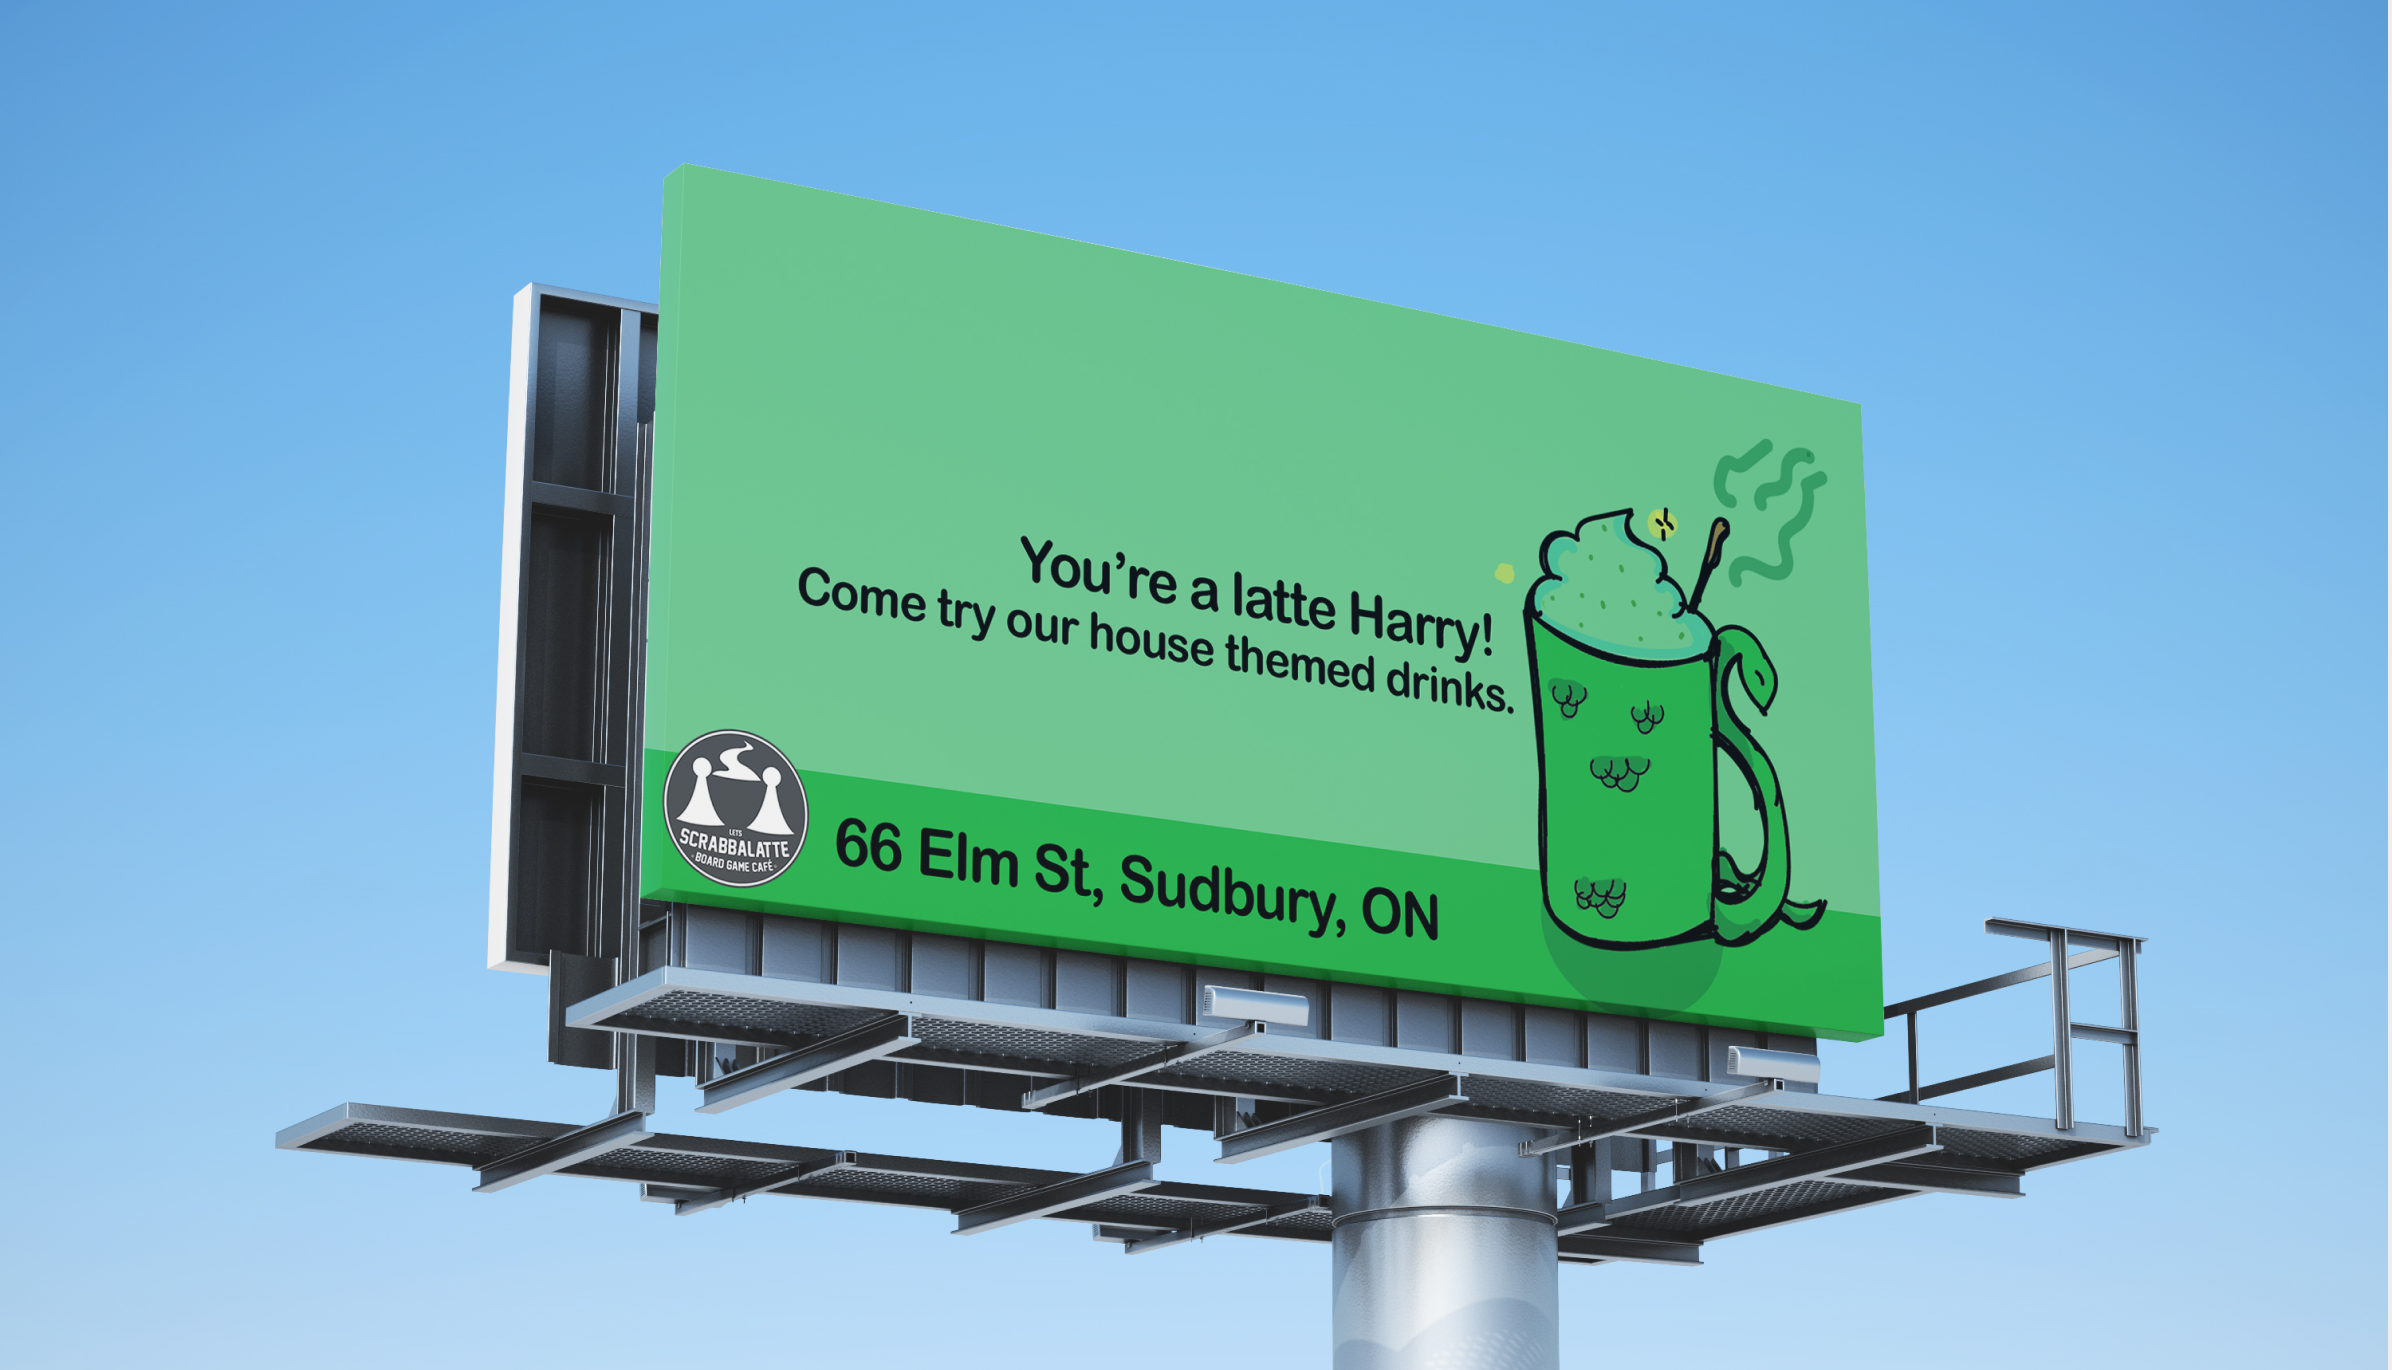 You’re a latte Harry!
Come try our house themed drinks.
LETS
SCRABBALATTE
BOARD GAME CAFÉ
66 Elm St, Sudbury, ON